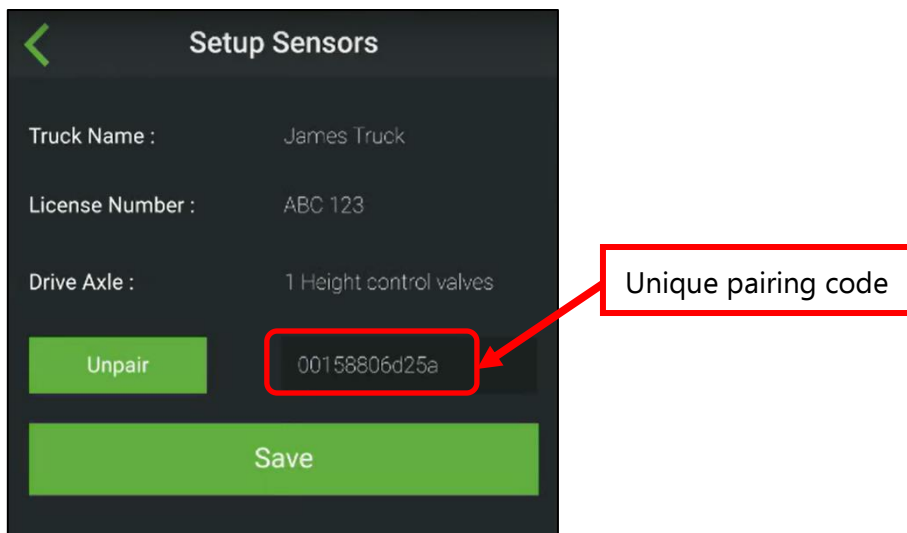 Setup Sensors
Truck Name : James Truck
License Number : ABC 123
Drive Axle : 1 Height control valves
Unique pairing code
Unpair 00158806d25a
Save